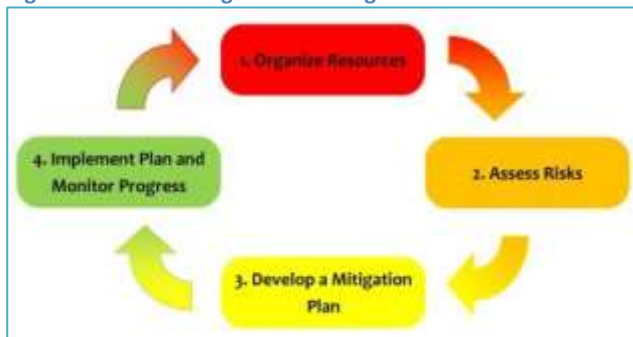 1. Organize Resources
2. Assess Risks
3. Develop a Mitigation
Plan
4. Implement Plan and
Monitor Progress